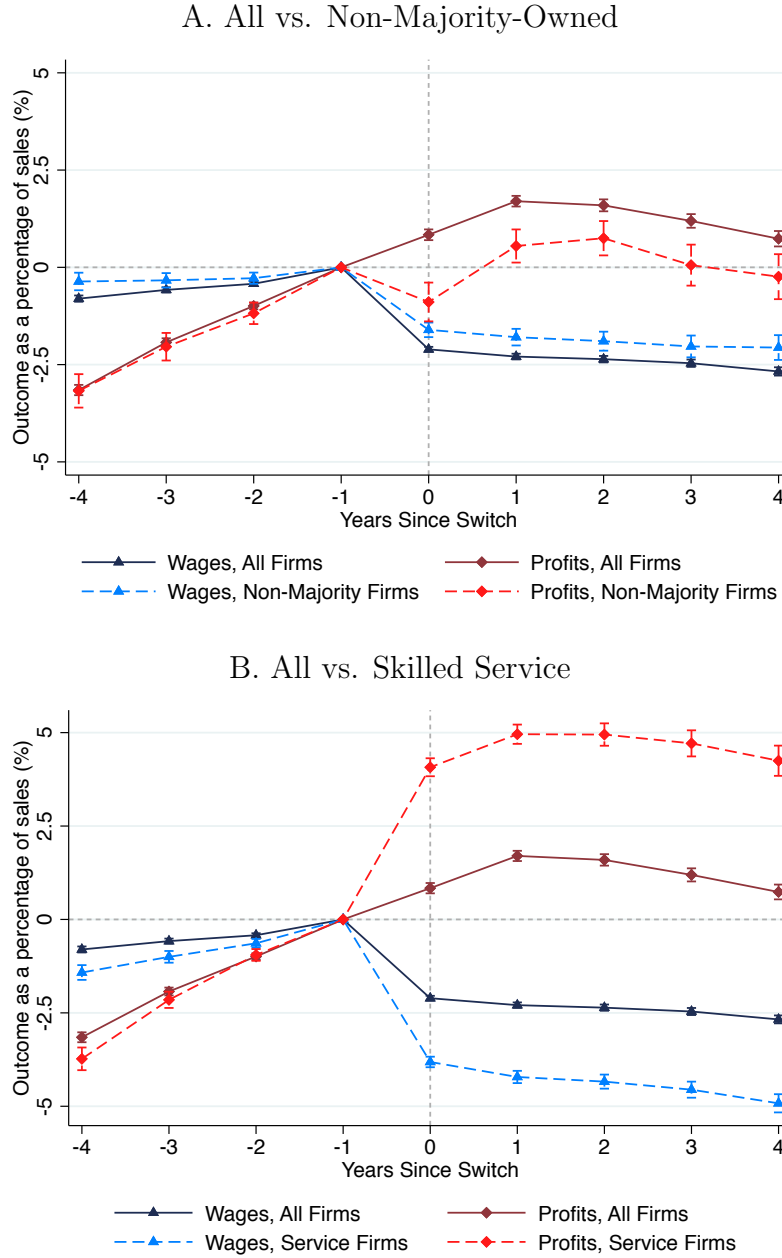 A. All vs. Non-Majority-Owned
Outcome as a percentage of sales (%)
5
2.5
0
-2.5
-5
-4 -3 -2 -1 0 1 2 3 4
Years Since Switch
Wages, All Firms Profits, All Firms
Wages, Non-Majority Firms Profits, Non-Majority Firms
B. All vs. Skilled Service
Outcome as a percentage of sales (%)
5
2.5
0
-2.5
-5
-4 -3 -2 -1 0 1 2 3 4
Years Since Switch
Wages, All Firms Profits, All Firms
Wages, Service Firms Profits, Service Firms